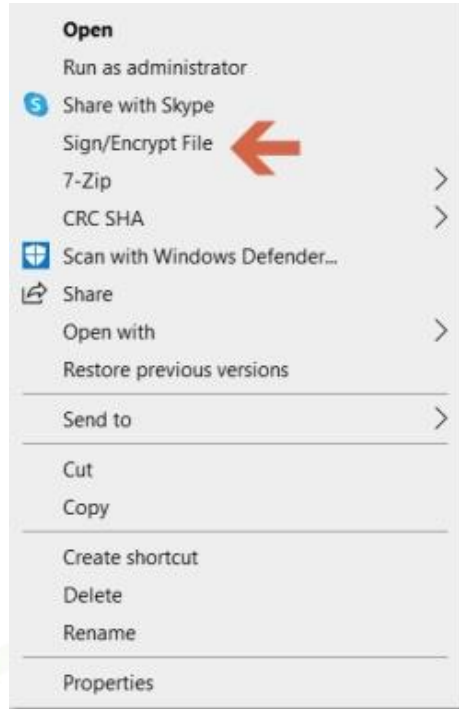 Open
Run as administrator
Share with Skype
Sign/Encrypt File
7-Zip
CRC SHA
Scan with Windows Defender...
Share
Open with
Restore previous versions
Send to
Cut
Copy
Create shortcut
Delete
Rename
Properties